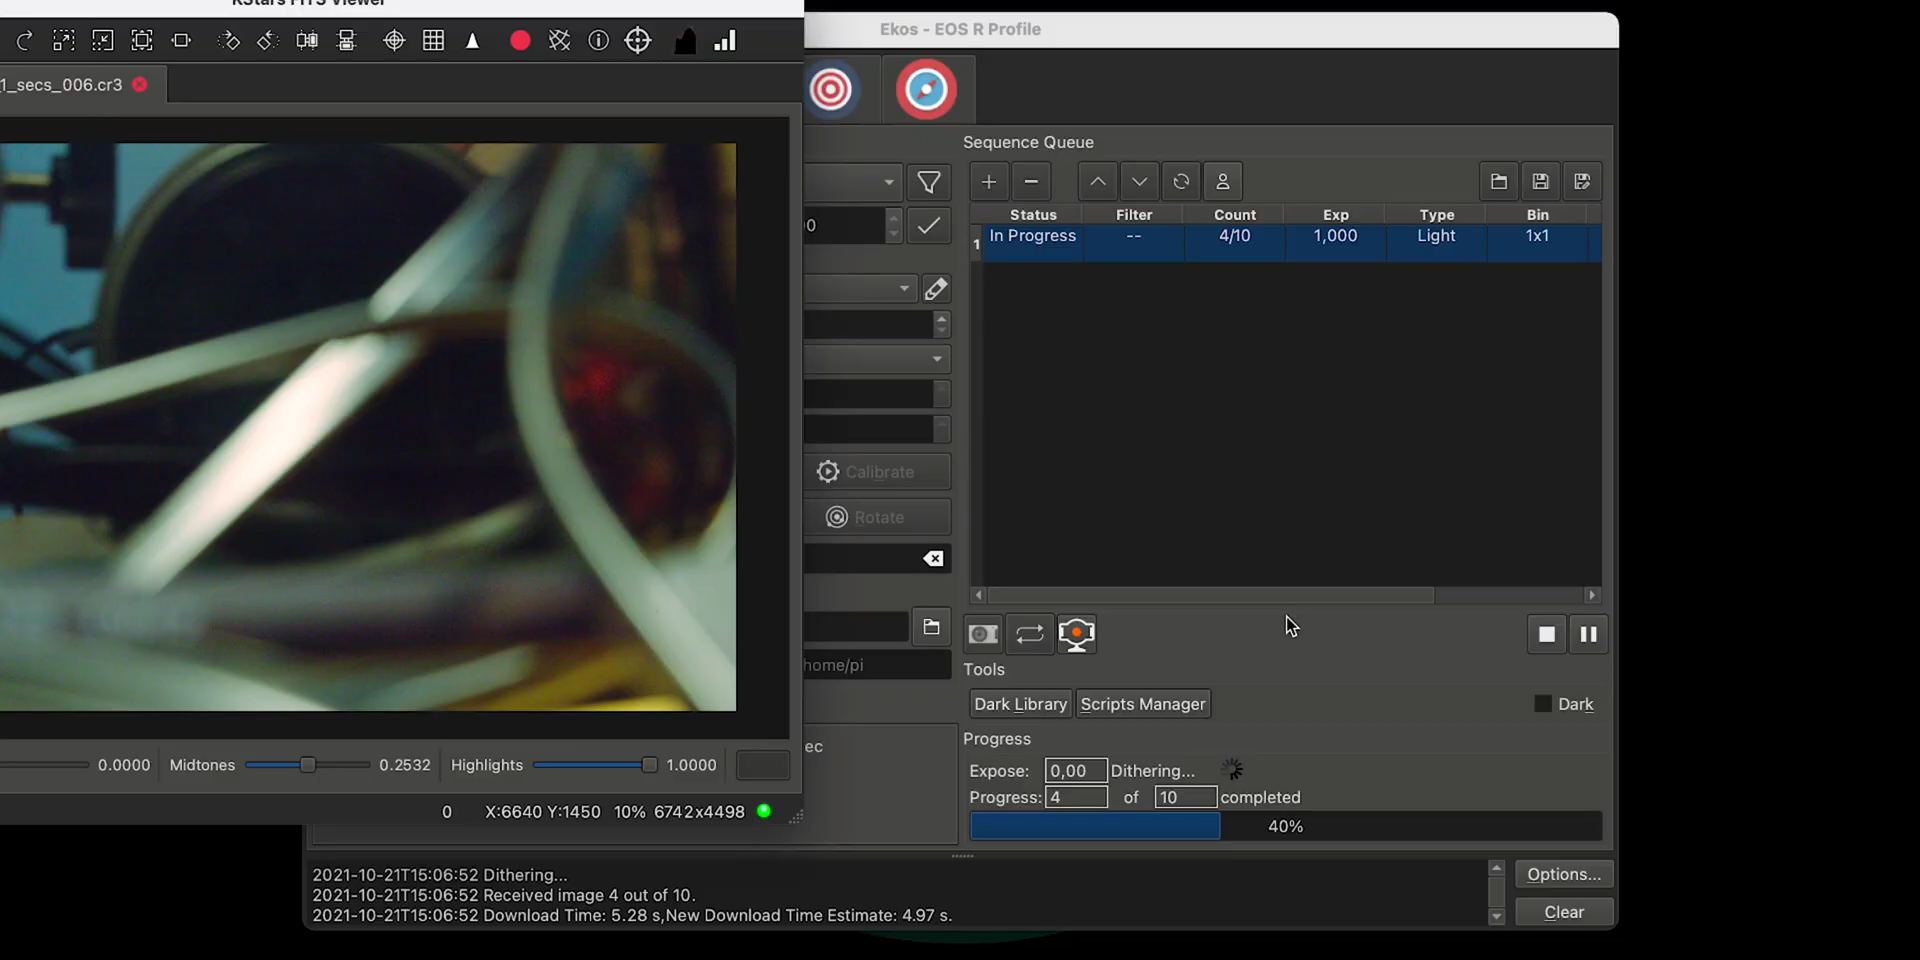 KStars FITS Viewer
Ekos - EOS R Profile
1_secs_006.cr3
Sequence Queue
Status Filter Count Exp Type Bin
1 In Progress -- 4/10 1,000 Light 1x1
Calibrate
Rotate
home/pi
Tools
Dark Library Scripts Manager Dark
Progress
ec
Expose: 0,00 Dithering...
Progress: 4 of 10 completed
40%
0.0000 Midtones 0.2532 Highlights 1.0000
0 X:6640 Y:1450 10% 6742x4498
2021-10-21T15:06:52 Dithering...
2021-10-21T15:06:52 Received image 4 out of 10.
2021-10-21T15:06:52 Download Time: 5.28 s,New Download Time Estimate: 4.97 s.
Options...
Clear